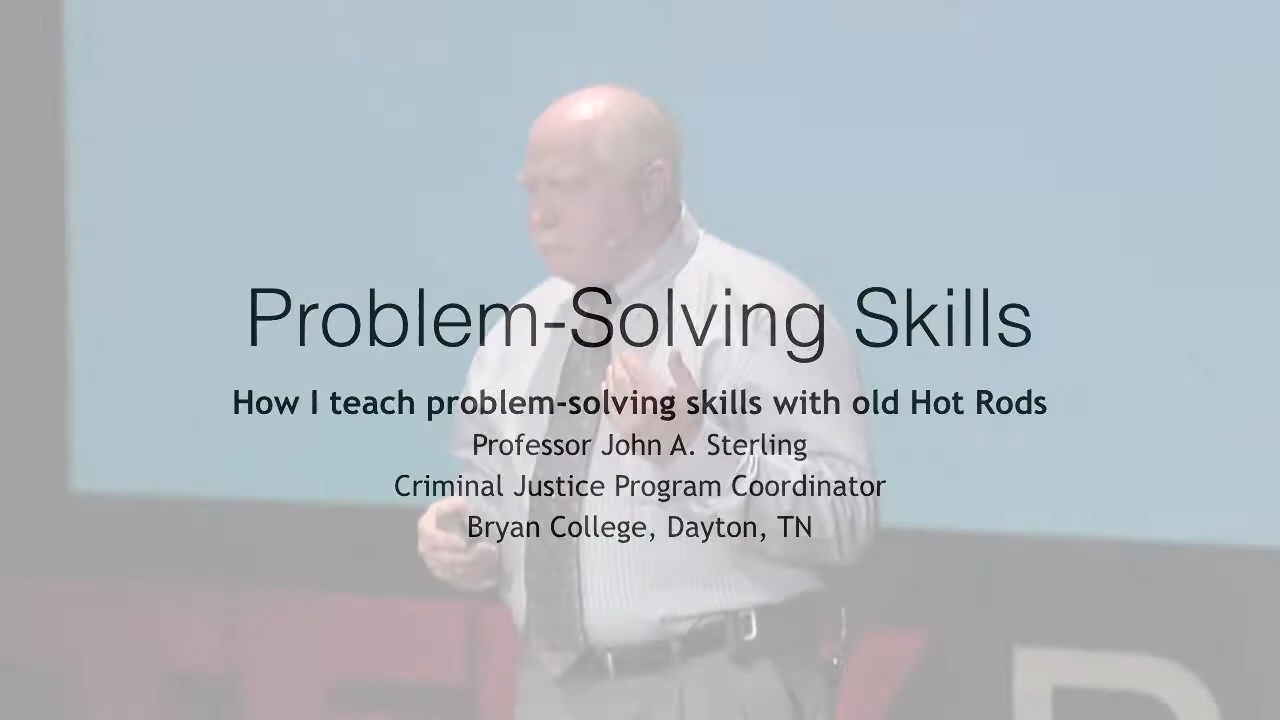 Problem-Solving Skills
How I teach problem-solving skills with old Hot Rods
Professor John A. Sterling
Criminal Justice Program Coordinator
Bryan College, Dayton, TN
TEXD